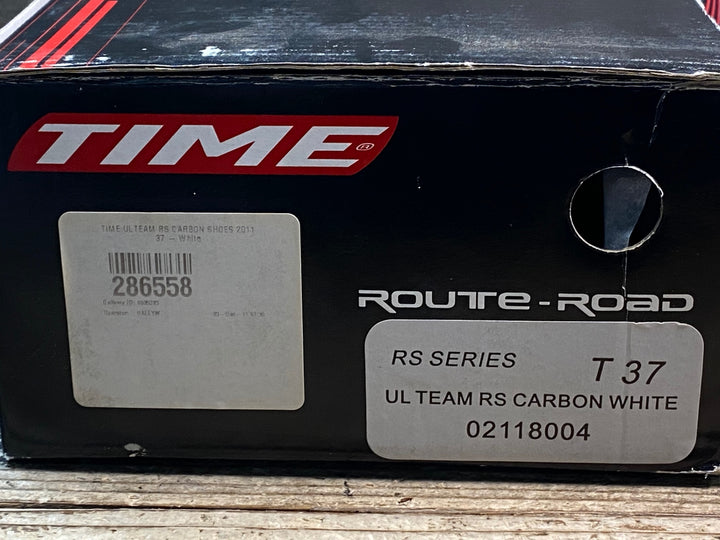 TIME®
TIME ULTEAM RS CARBON SHOES 2011
37 - White
286558
ROUTE-ROAD
RS SERIES T 37
UL TEAM RS CARBON WHITE
02118004